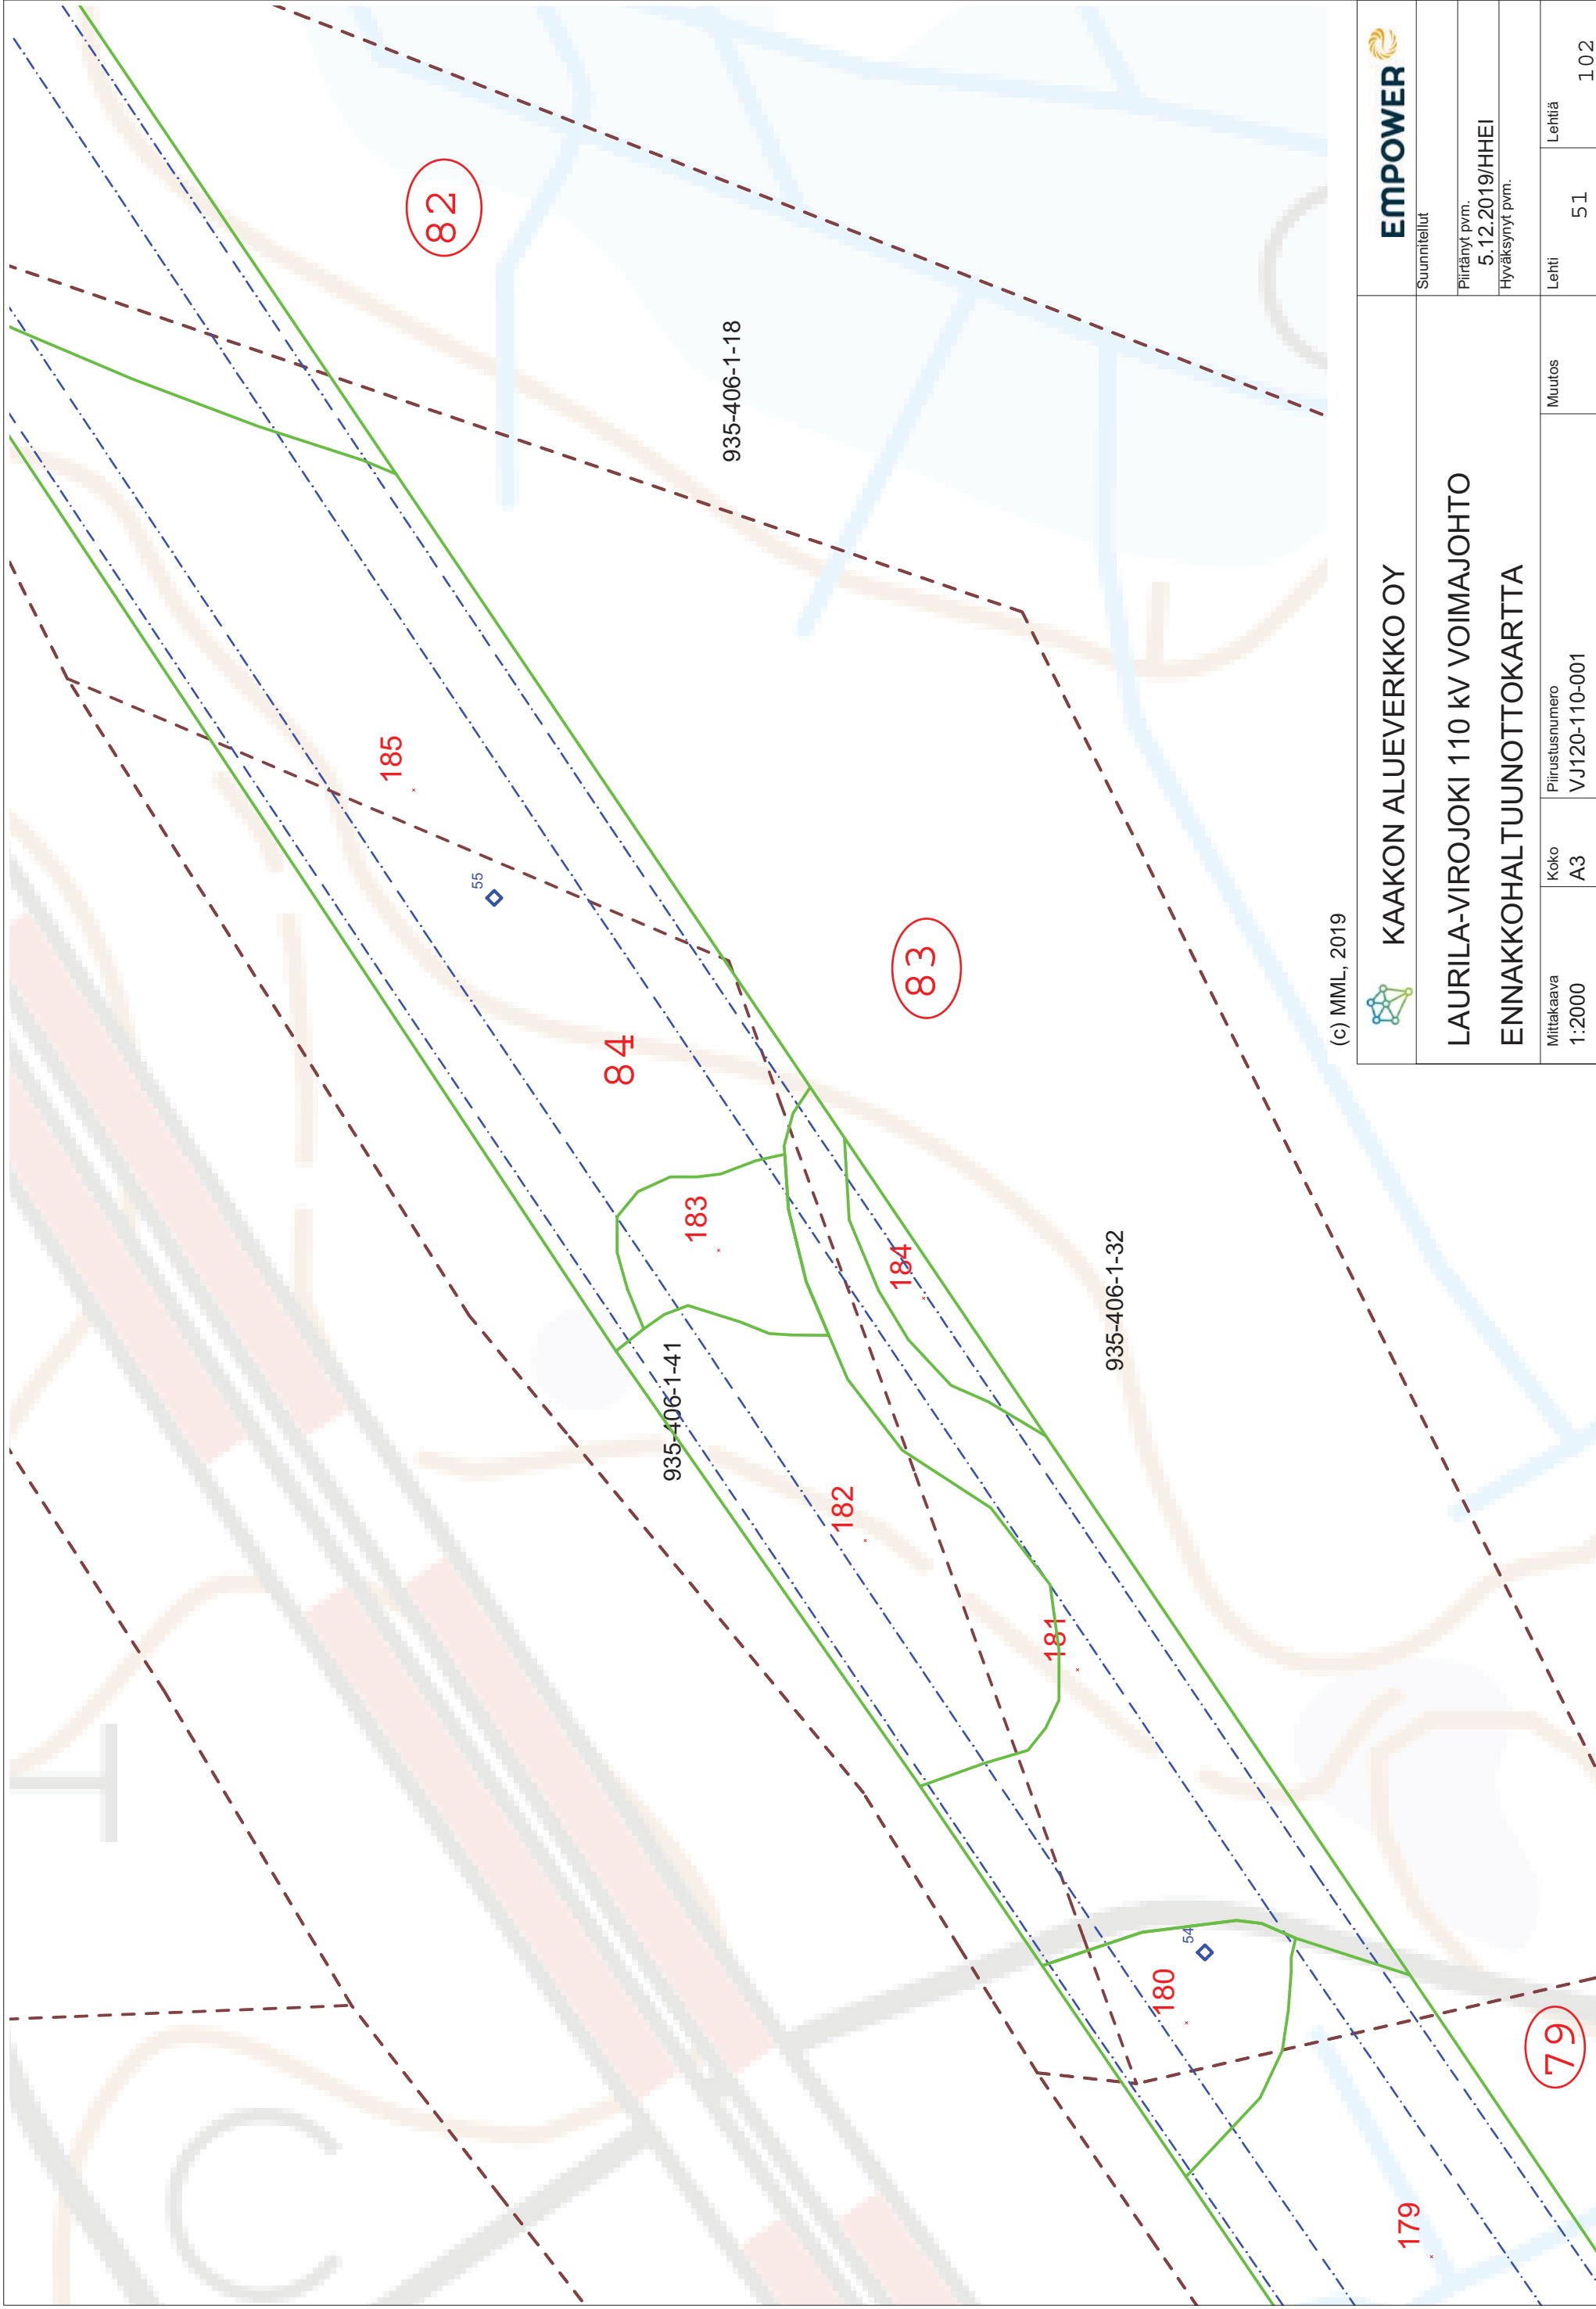 82
935-406-1-18
185
55
84
83
183
184
935-406-1-41
935-406-1-32
182
181
54
180
79
179
(c) MML, 2019
KAAKON ALUEVERKKO OY
EMPOWER
LAURILA-VIROJOKI 110 kV VOIMAJOHTO
ENNAKKOHALTUUNOTTOKARTTA
Suunnitellut
Piirtänyt pvm.
5.12.2019/HHEI
Hyväksynyt pvm.
Mittakaava
1:2000
Koko
A3
Piirustusnumero
VJ120-110-001
Muutos
Lehti
51
Lehtiä
102